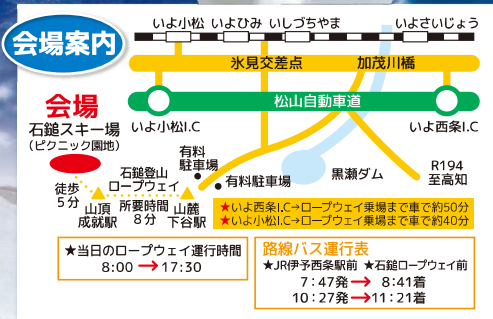 会場案内
いよ小松 いよひみ いしづちやま いよさいじょう
氷見交差点 加茂川橋
松山自動車道
いよ小松I.C いよ西条I.C
会場
石鎚スキー場
(ピクニック園地)
有料
駐車場
有料駐車場
黒瀬ダム
R194
至高知
石鎚登山
ロープウェイ
徒歩
5分
所要時間
8分
山頂
成就駅
山麓
下谷駅
★いよ西条I.C→ロープウェイ乗場まで車で約50分
★いよ小松I.C→ロープウェイ乗場まで車で約40分
★当日のロープウェイ運行時間
8:00→17:30
路線バス運行表
★JR伊予西条駅前 ★石鎚ロープウェイ前
7:47発→ 8:41着
10:27発→11:21着